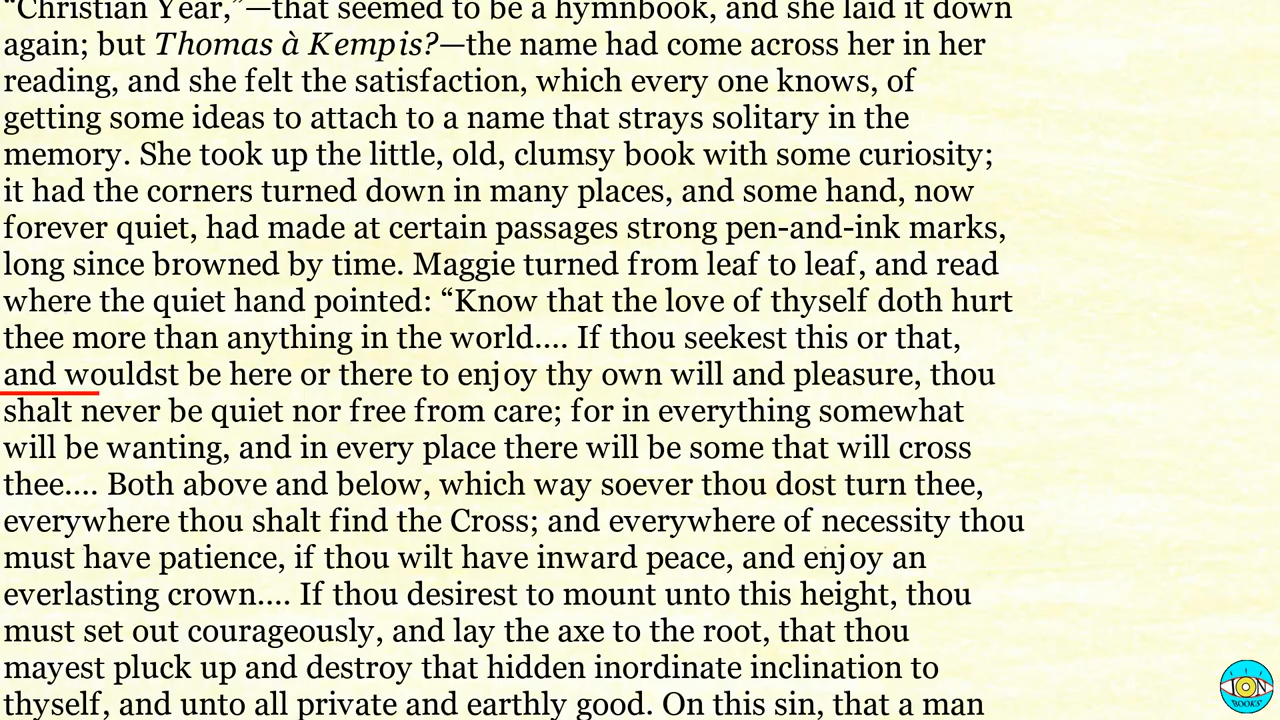 “Christian Year,”—that seemed to be a hymnbook, and she laid it down
again; but Thomas à Kempis?—the name had come across her in her
reading, and she felt the satisfaction, which every one knows, of
getting some ideas to attach to a name that strays solitary in the
memory. She took up the little, old, clumsy book with some curiosity;
it had the corners turned down in many places, and some hand, now
forever quiet, had made at certain passages strong pen-and-ink marks,
long since browned by time. Maggie turned from leaf to leaf, and read
where the quiet hand pointed: “Know that the love of thyself doth hurt
thee more than anything in the world.... If thou seekest this or that,
and wouldst be here or there to enjoy thy own will and pleasure, thou
shalt never be quiet nor free from care; for in everything somewhat
will be wanting, and in every place there will be some that will cross
thee.... Both above and below, which way soever thou dost turn thee,
everywhere thou shalt find the Cross; and everywhere of necessity thou
must have patience, if thou wilt have inward peace, and enjoy an
everlasting crown.... If thou desirest to mount unto this height, thou
must set out courageously, and lay the axe to the root, that thou
mayest pluck up and destroy that hidden inordinate inclination to
thyself, and unto all private and earthly good. On this sin, that a man
ION
BOOKS